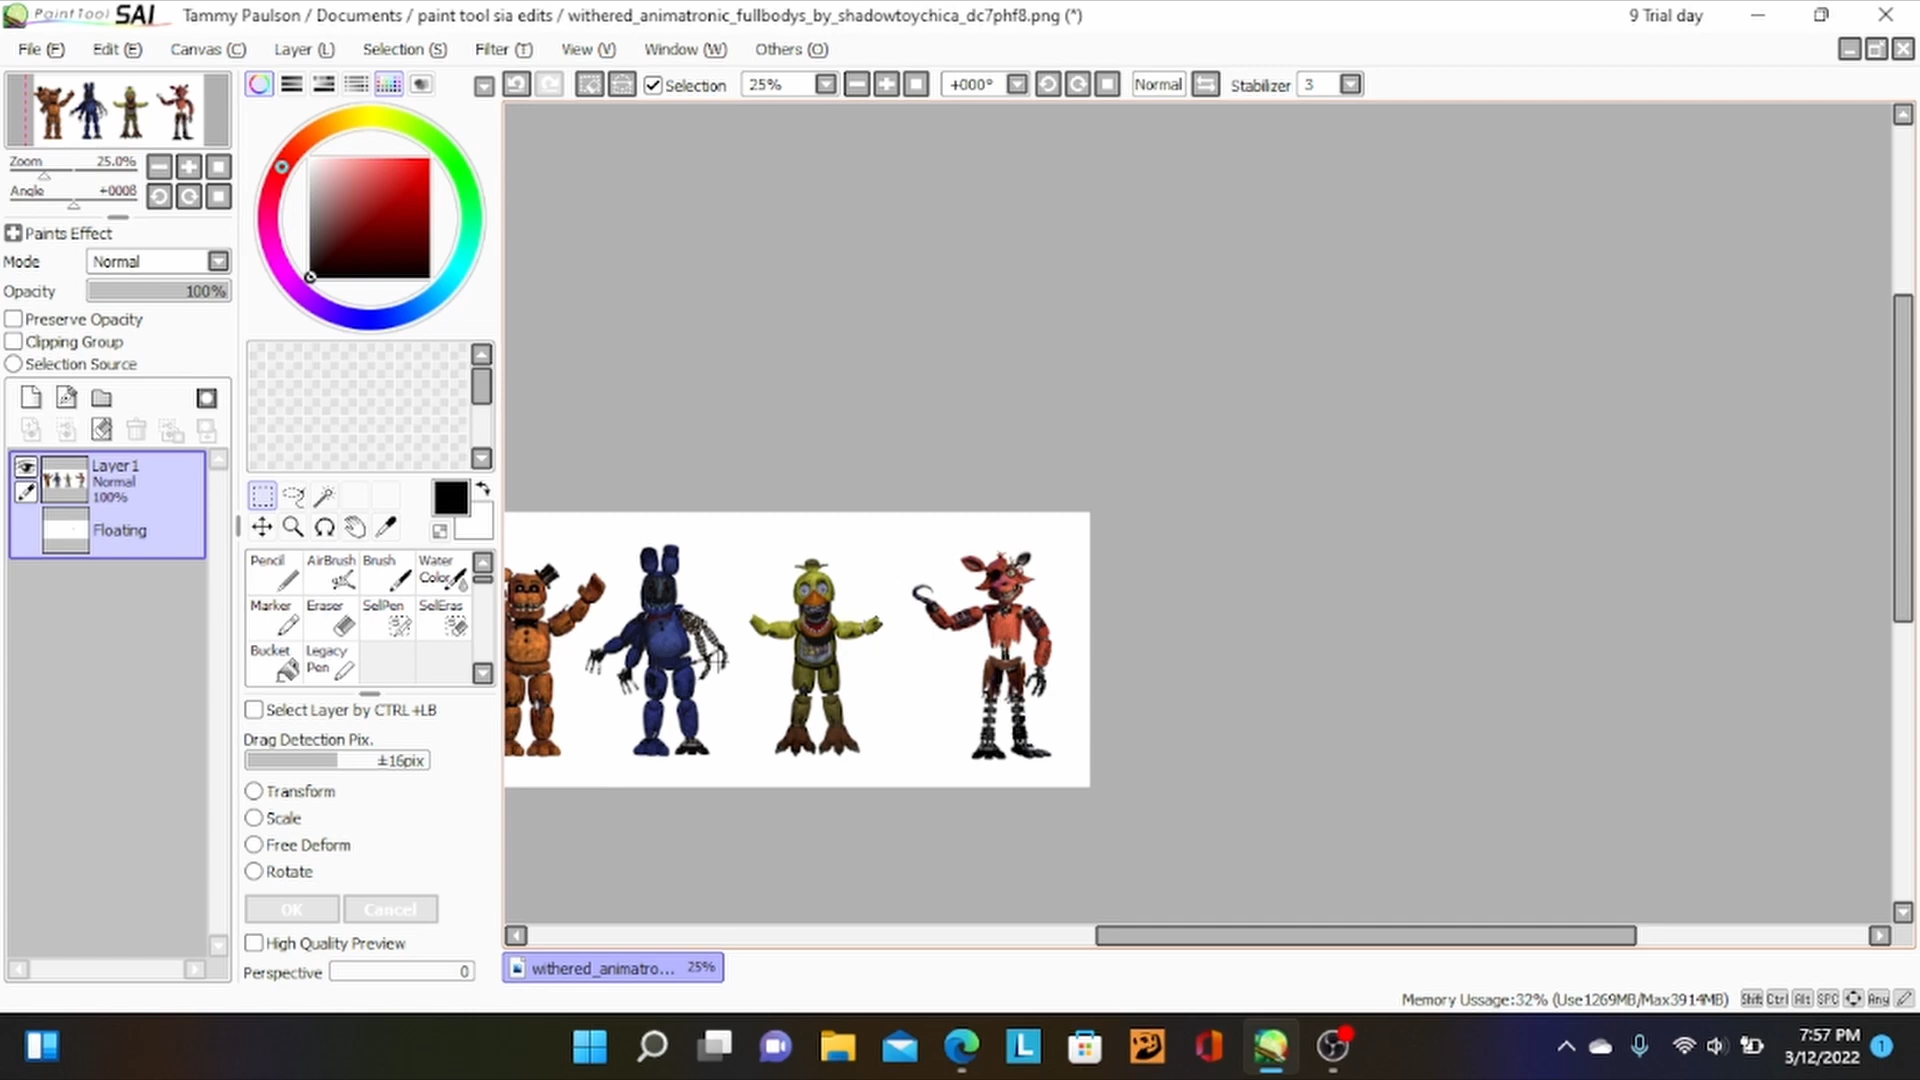 PaintTool SAI Tammy Paulson / Documents / paint tool sia edits / withered_animatronic_fullbodys_by_shadowtoychica_dc7phf8.png (*) 9 Trial day
File (F) Edit (E) Canvas (C) Layer (L) Selection (S) Filter (T) View (V) Window (W) Others (O)
Selection 25% +000° Normal Stabilizer 3
Zoom 25.0%
Angle +000ß
Paints Effect
Mode Normal
Opacity 100%
Preserve Opacity
Clipping Group
Selection Source
Layer1
Normal
100%
Floating
Pencil AirBrush Brush Water Color
Marker Eraser SelPen SelEras
Bucket Legacy Pen
Select Layer by CTRL+LB
Drag Detection Pix.
±16pix
Transform
Scale
Free Deform
Rotate
OK Cancel
High Quality Preview
Perspective 0
withered_animatro... 25%
Memory Ussage:32% (Use1269MB/Max3914MB) Shift Ctrl Alt SPC Any
L
7:57 PM
3/12/2022
1